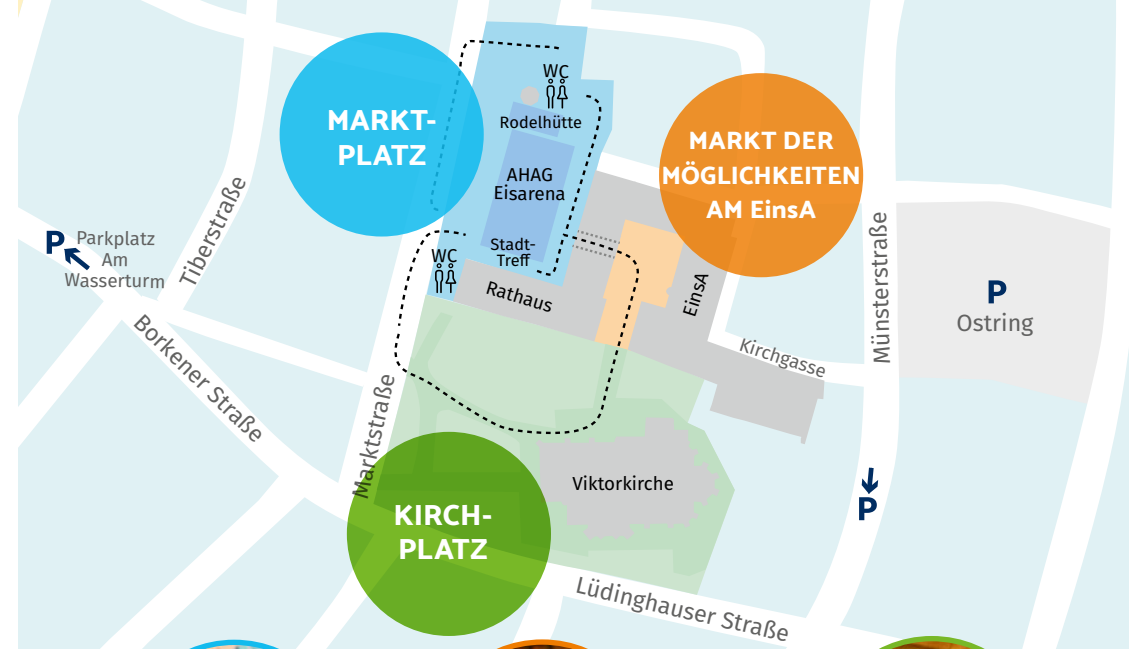 WC
Rodelhütte
MARKT-
PLATZ
MARKT DER
MÖGLICHKEITEN
AM EinsA
AHAG
Eisarena
Tiberstraße
P
Parkplatz
Am
Wasserturm
Stadt-
Treff
WC
Rathaus
EinsA
Münsterstraße
P
Ostring
Kirchgasse
Borkener Straße
Marktstraße
Viktorkirche
P
KIRCH-
PLATZ
Lüdinghauser Straße